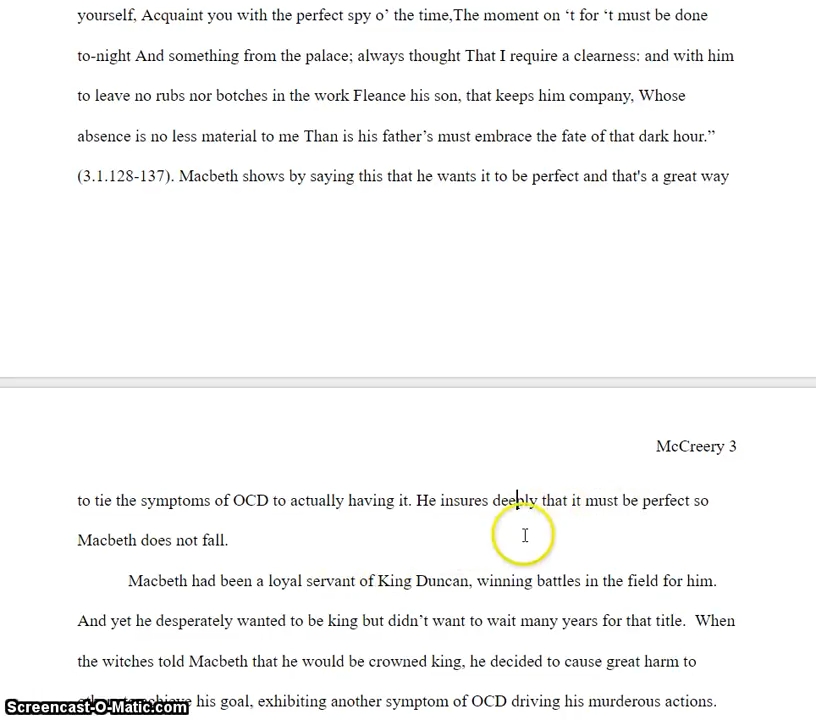 yourself, Acquaint you with the perfect spy o’ the time,The moment on ‘t for ‘t must be done
to-night And something from the palace; always thought That I require a clearness: and with him
to leave no rubs nor botches in the work Fleance his son, that keeps him company, Whose
absence is no less material to me Than is his father’s must embrace the fate of that dark hour.”
(3.1.128-137). Macbeth shows by saying this that he wants it to be perfect and that's a great way
McCreery 3
to tie the symptoms of OCD to actually having it. He insures deeply that it must be perfect so
Macbeth does not fall.
Macbeth had been a loyal servant of King Duncan, winning battles in the field for him.
And yet he desperately wanted to be king but didn’t want to wait many years for that title.  When
the witches told Macbeth that he would be crowned king, he decided to cause great harm to
his goal, exhibiting another symptom of OCD driving his murderous actions.
Screencast-O-Matic.com